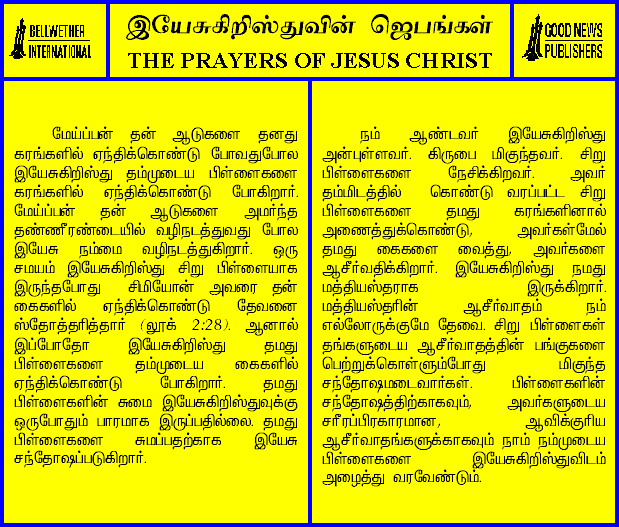 BELLWETHER
INTERNATIONAL
இயேசுகிறிஸ்துவின் ஜெபங்கள்
THE PRAYERS OF JESUS CHRIST
GOOD NEWS
PUBLISHERS
மேய்ப்பன் தன் ஆடுகளை தனது
கரங்களில் ஏந்திக்கொண்டு போவதுபோல
இயேசுகிறிஸ்து தம்முடைய பிள்ளைகளை
கரங்களில் ஏந்திக்கொண்டு போகிறார்.
மேய்ப்பன் தன் ஆடுகளை அமர்ந்த
தண்ணீரண்டையில் வழிநடத்துவது போல
இயேசு நம்மை வழிநடத்துகிறார். ஒரு
சமயம் இயேசுகிறிஸ்து சிறு பிள்ளையாக
இருந்தபோது சிமியோன் அவரை தன்
கைகளில் ஏந்திக்கொண்டு தேவனை
ஸ்தோத்தரித்தார் (லூக் 2:28). ஆனால்
இப்போதோ இயேசுகிறிஸ்து தமது
பிள்ளைகளை தம்முடைய கைகளில்
ஏந்திக்கொண்டு போகிறார். தமது
பிள்ளைகளின் சுமை இயேசுகிறிஸ்துவுக்கு
ஒருபோதும் பாரமாக இருப்பதில்லை. தமது
பிள்ளைகளை சுமப்பதற்காக இயேசு
சந்தோஷப்படுகிறார்.
நம் ஆண்டவர் இயேசுகிறிஸ்து
அன்புள்ளவர். கிருபை மிகுந்தவர். சிறு
பிள்ளைகளை நேசிக்கிறவர். அவர்
தம்மிடத்தில் கொண்டு வரப்பட்ட சிறு
பிள்ளைகளை தமது கரங்களினால்
அணைத்துக்கொண்டு, அவர்கள்மேல்
தமது கைகளை வைத்து, அவர்களை
ஆசீர்வதிக்கிறார். இயேசுகிறிஸ்து நமது
மத்தியஸ்தராக இருக்கிறார்.
மத்தியஸ்தரின் ஆசீர்வாதம் நம்
எல்லோருக்குமே தேவை. சிறு பிள்ளைகள்
தங்களுடைய ஆசீர்வாதத்தின் பங்குகளை
பெற்றுக்கொள்ளும்போது மிகுந்த
சந்தோஷமடைவார்கள். பிள்ளைகளின்
சந்தோஷத்திற்காகவும், அவர்களுடைய
சரீரப்பிரகாரமான, ஆவிக்குரிய
ஆசீர்வாதங்களுக்காகவும் நாம் நம்முடைய
பிள்ளைகளை இயேசுகிறிஸ்துவிடம்
அழைத்து வரவேண்டும்.